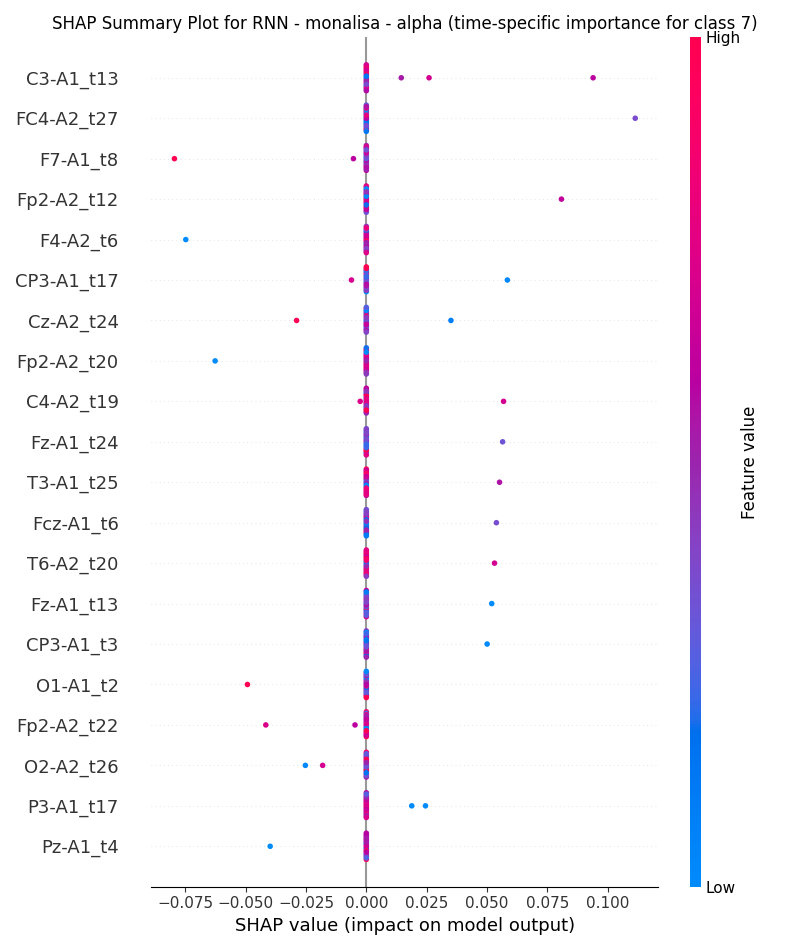 SHAP Summary Plot for RNN - monalisa - alpha (time-specific importance for class 7)
High
C3-A1_t13
FC4-A2_t27
F7-A1_t8
Fp2-A2_t12
F4-A2_t6
CP3-A1_t17
Cz-A2_t24
Fp2-A2_t20
C4-A2_t19
Fz-A1_t24
T3-A1_t25
Fcz-A1_t6
T6-A2_t20
Fz-A1_t13
CP3-A1_t3
O1-A1_t2
Fp2-A2_t22
O2-A2_t26
P3-A1_t17
Pz-A1_t4
Feature value
Low
−0.075 −0.050 −0.025 0.000 0.025 0.050 0.075 0.100
SHAP value (impact on model output)